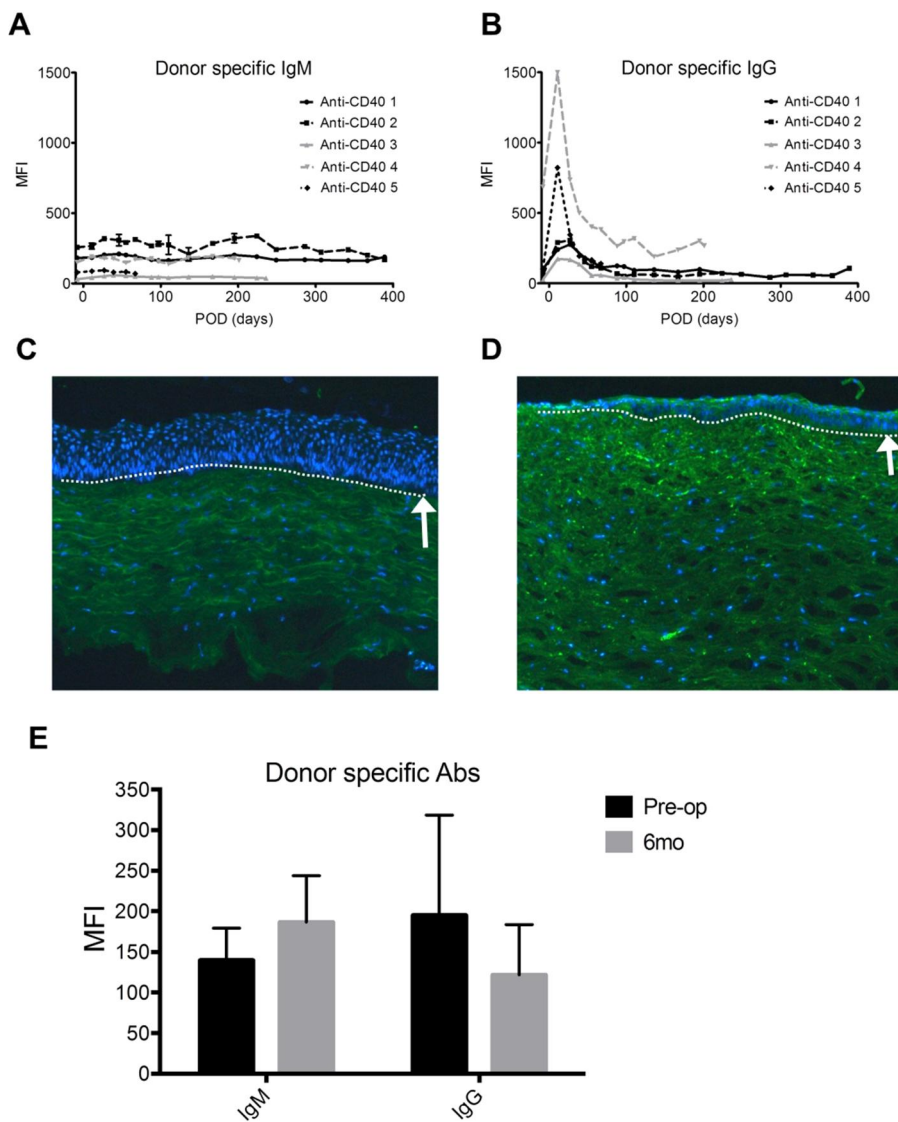 A
Donor specific IgM
1500
1000
500
0
MFI
Anti-CD40 1
Anti-CD40 2
Anti-CD40 3
Anti-CD40 4
Anti-CD40 5
0 100 200 300 400
POD (days)
B
Donor specific IgG
1500
1000
500
0
MFI
Anti-CD40 1
Anti-CD40 2
Anti-CD40 3
Anti-CD40 4
Anti-CD40 5
0 100 200 300 400
POD (days)
C
D
E
Donor specific Abs
350
300
250
200
150
100
50
0
MFI
Pre-op
6mo
IgM
IgG